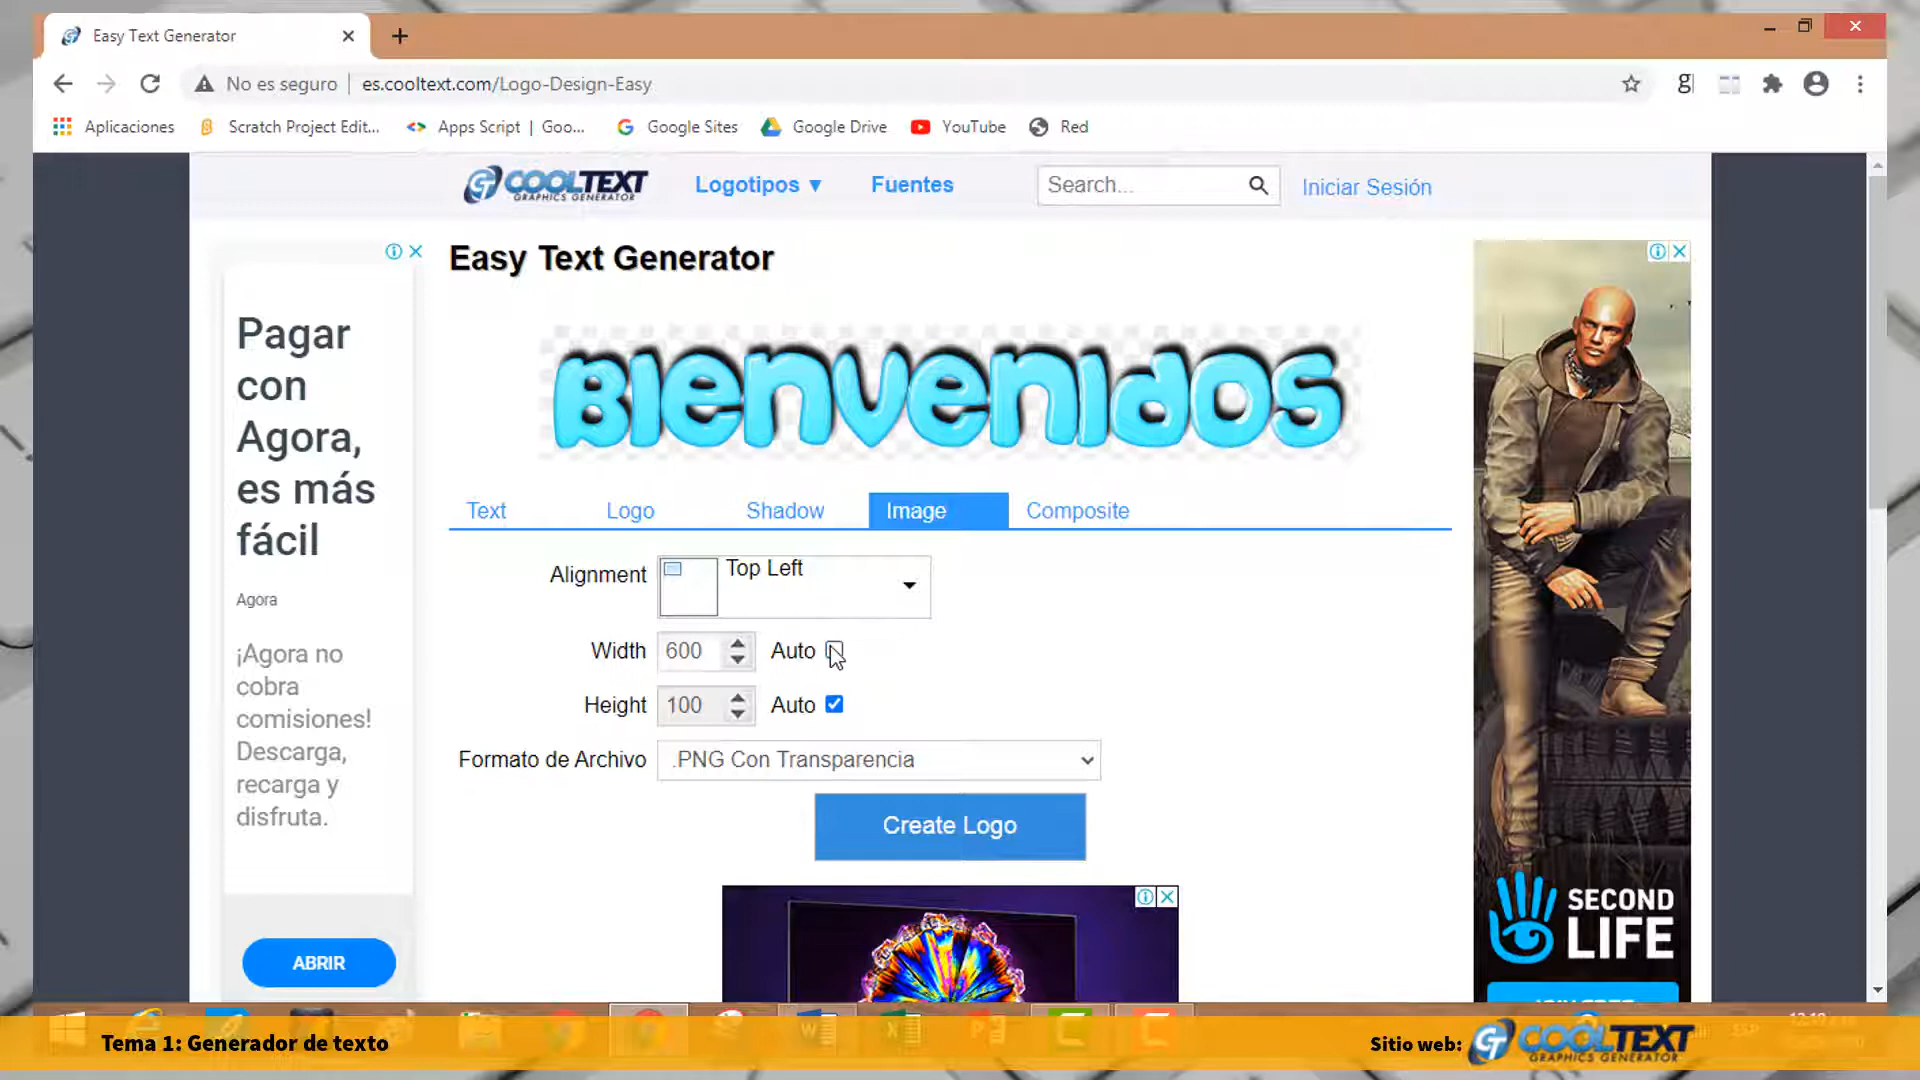 Easy Text Generator
No es seguro
es.cooltext.com/Logo-Design-Easy
Aplicaciones
Scratch Project Edit...
Apps Script | Goo...
Google Sites
Google Drive
YouTube
Red
COOLTEXT
GRAPHICS GENERATOR
Logotipos ▼
Fuentes
Search...
Iniciar Sesión
Easy Text Generator
Pagar
con
Agora,
es más
fácil
Agora
¡Agora no
cobra
comisiones!
Descarga,
recarga y
disfruta.
ABRIR
Bienvenidos
Text
Logo
Shadow
Image
Composite
Alignment
Top Left
Width
600
Auto
Height
100
Auto
Formato de Archivo
.PNG Con Transparencia
Create Logo
SECOND
LIFE
Tema 1: Generador de texto
Sitio web:
COOLTEXT
GRAPHICS GENERATOR